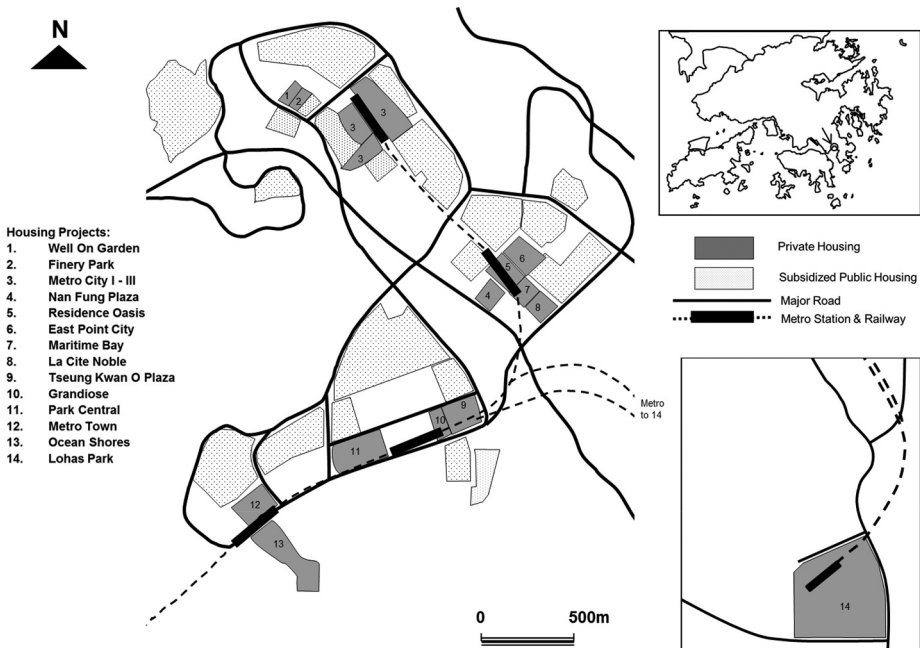 N
Housing Projects:
1. Well On Garden
2. Finery Park
3. Metro City I - III
4. Nan Fung Plaza
5. Residence Oasis
6. East Point City
7. Maritime Bay
8. La Cite Noble
9. Tseung Kwan O Plaza
10. Grandiose
11. Park Central
12. Metro Town
13. Ocean Shores
14. Lohas Park
1
2
3
3
3
6
5
7
4
8
9
10
11
12
13
Metro
to 14
0 500m
Private Housing
Subsidized Public Housing
Major Road
Metro Station & Railway
14